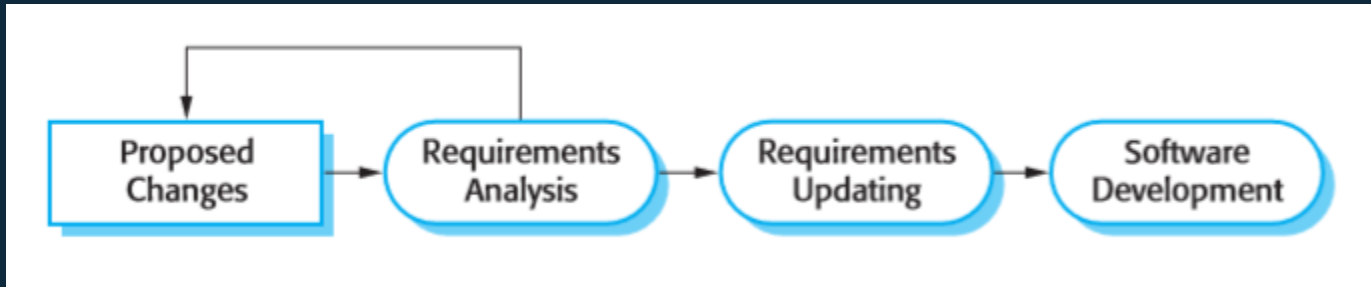 Proposed
Changes
Requirements
Analysis
Requirements
Updating
Software
Development